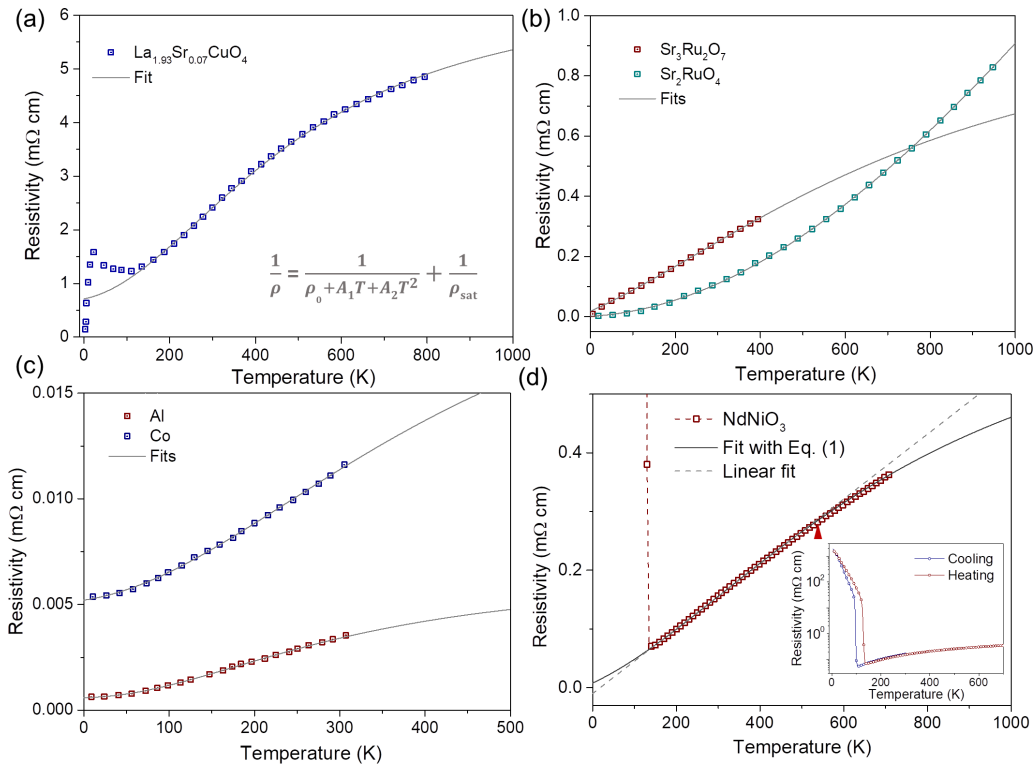 (a)
6
5
4
3
2
1
0
Resistivity (mΩ cm)
La1.93Sr0.07CuO4
Fit
1/ρ = 1/(ρ0+A1T+A2T²) + 1/ρsat
0 200 400 600 800 1000
Temperature (K)
(b)
1.0
0.8
0.6
0.4
0.2
0.0
Resistivity (mΩ cm)
Sr3Ru2O7
Sr2RuO4
Fits
0 200 400 600 800 1000
Temperature (K)
(c)
0.015
0.010
0.005
0.000
Resistivity (mΩ cm)
Al
Co
Fits
0 100 200 300 400 500
Temperature (K)
(d)
0.4
0.2
0.0
Resistivity (mΩ cm)
NdNiO3
Fit with Eq. (1)
Linear fit
10²
10⁰
Resistivity (mΩ cm)
Cooling
Heating
0 200 400 600
Temperature (K)
0 200 400 600 800 1000
Temperature (K)